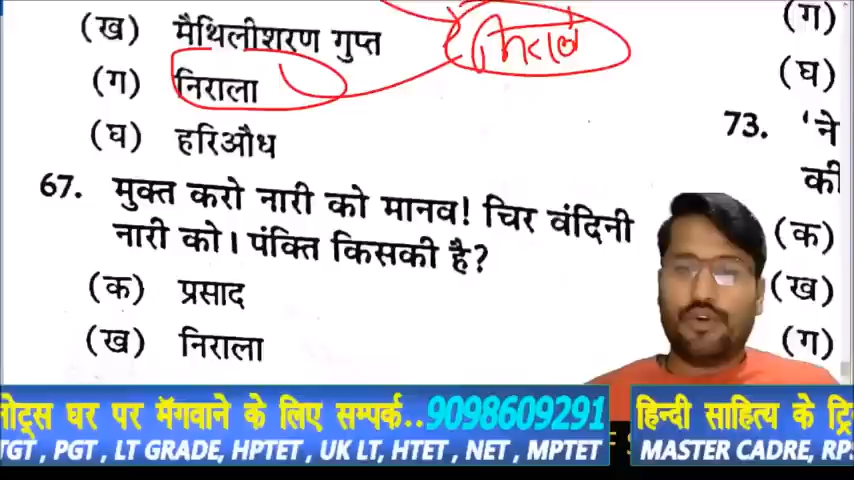 (ख) मैथिलीशरण गुप्त
निराला
(ग) निराला
(घ) हरिऔध
67. मुक्त करो नारी को मानव! चिर वंदिनी
नारी को। पंक्ति किसकी है?
(क) प्रसाद
(ख) निराला
(ग)
(घ)
73. 'ने
की
(क)
(ख)
(ग)
नोट्स घर पर मॅगवाने के लिए सम्पर्क..9098609291
TGT , PGT , LT GRADE, HPTET , UK LT, HTET , NET , MPTET
हिन्दी साहित्य के
MASTER CADRE, RPS